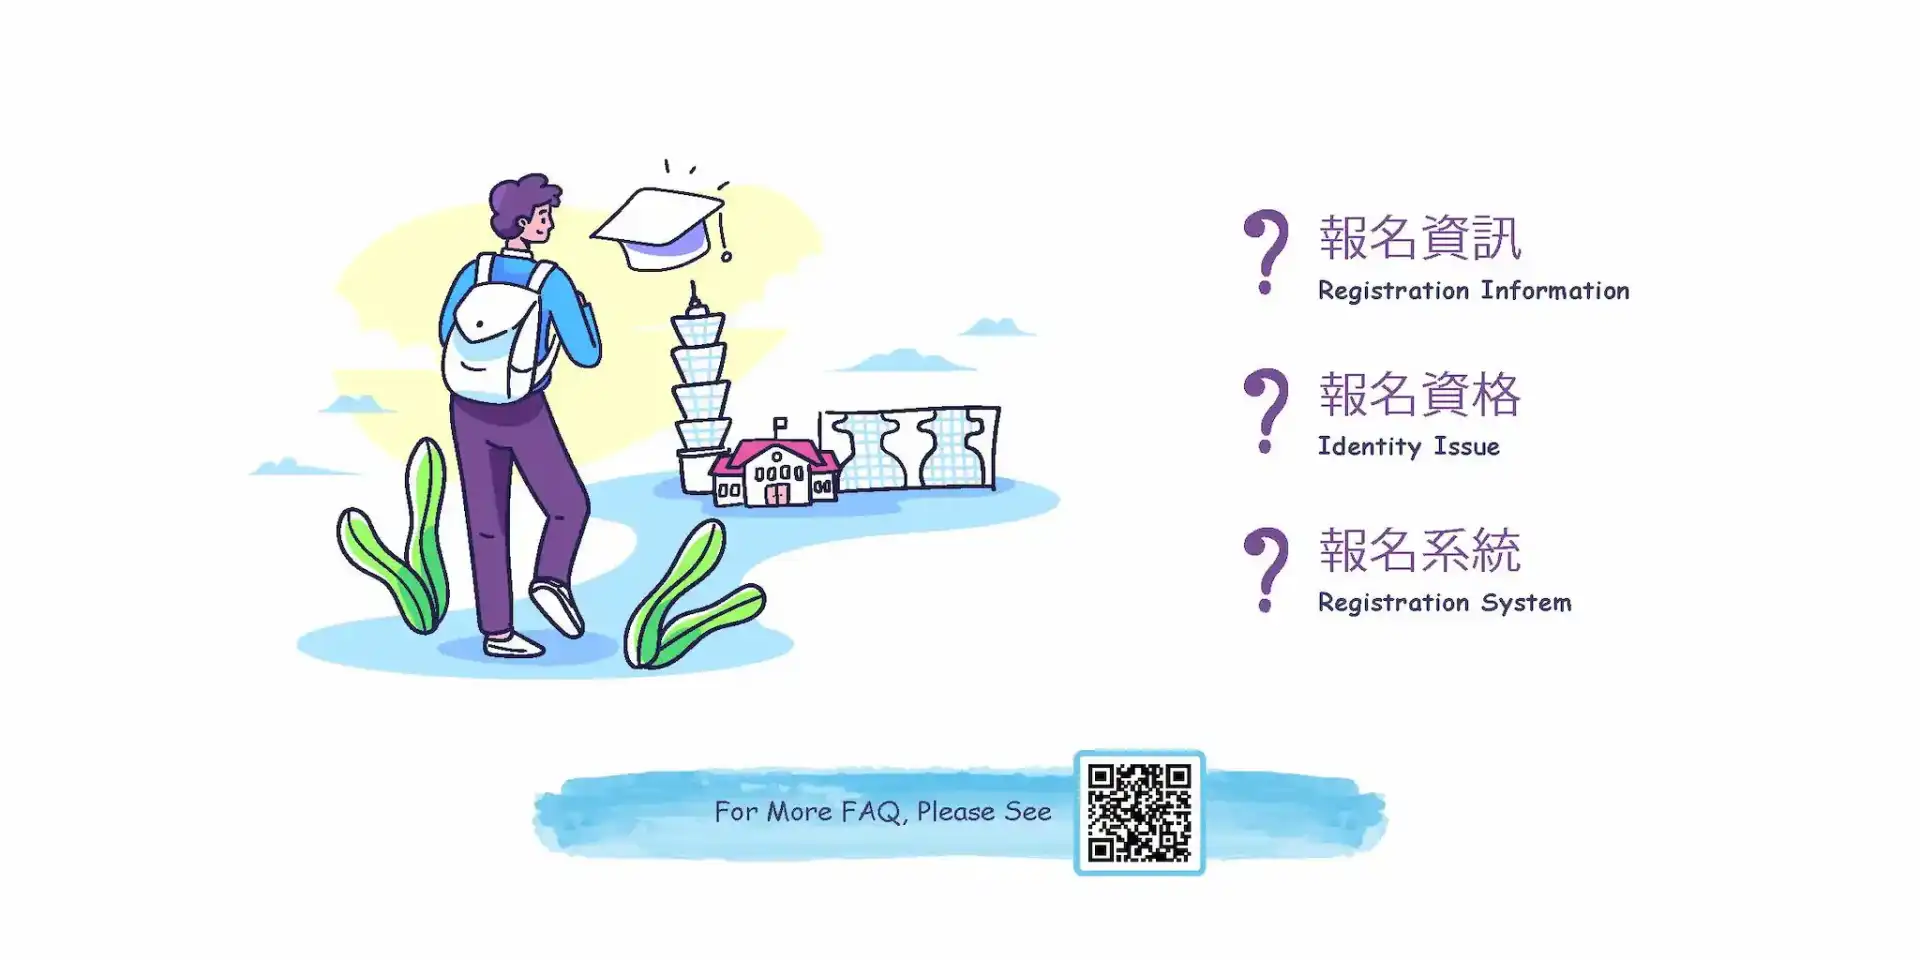 報名資訊
Registration Information
報名資格
Identity Issue
報名系統
Registration System
For More FAQ, Please See